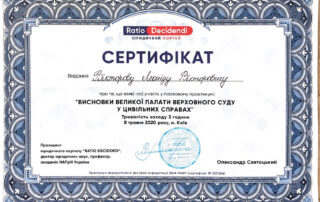 Ratio Decidendi
ЮРИДИЧНИЙ ПОРТАЛ
СЕРТИФІКАТ
Видано
про те, що взяв(ла) участь у правовому практикумі
"ВИСНОВКИ ВЕЛИКОЇ ПАЛАТИ ВЕРХОВНОГО СУДУ
У ЦИВІЛЬНИХ СПРАВАХ"
Тривалість заходу 3 години
8 травня 2020 року, м. Київ
Президент
юридичного порталу "RATIO DECIDENDI",
доктор юридичних наук, професор,
академік НАПрН України
Олександр Святоцький